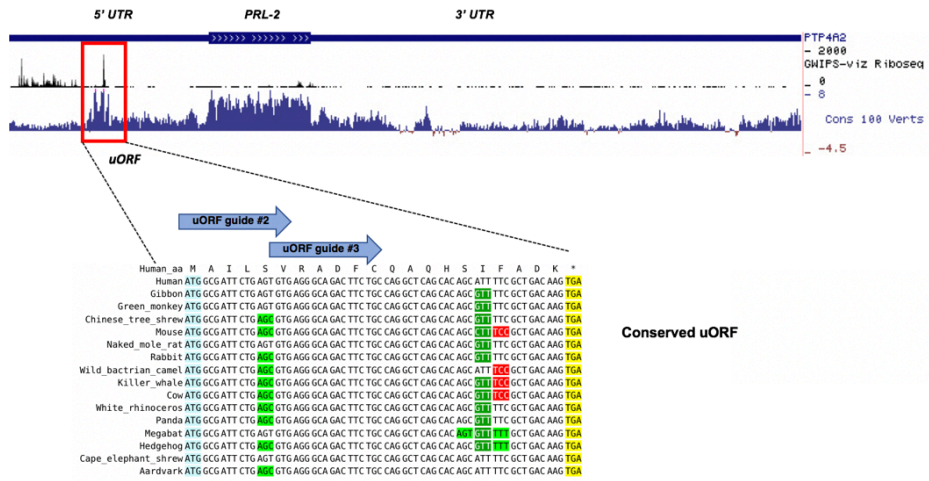 5' UTR PRL-2 3' UTR
PTP4A2
2000
GWIPS-viz Riboseq
0
8
Cons 100 Verts
-4.5
uORF
uORF guide #2
uORF guide #3
Human_aa M A I L S V R A D F C Q A Q H S I F A D K *
Human ATG GCG ATT CTG AGT GTG AGG GCA GAC TTC TGC CAG GCT CAG CAC AGC ATT TTC GCT GAC AAG TGA
Gibbon ATG GCG ATT CTG AGT GTG AGG GCA GAC TTC TGC CAG GCT CAG CAC AGC GTT TTC GCT GAC AAG TGA
Green_monkey ATG GCG ATT CTG AGT GTG AGG GCA GAC TTC TGC CAG GCT CAG CAC AGC GTT TTC GCT GAC AAG TGA
Chinese_tree_shrew ATG GCG ATT CTG AGC GTG AGG GCA GAC TTC TGC CAG GCT CAG CAC AGC GTT TTC GCT GAC AAG TGA
Mouse ATG GCG ATT CTG AGC GTG AGG GCA GAC TTC TGC CAG GCT CAG CAC AGC CTT TCC GCT GAC AAG TGA
Conserved uORF
Naked_mole_rat ATG GCG ATT CTG AGT GTG AGG GCA GAC TTC TGC CAG GCT CAG CAC AGC GTT TTC GCT GAC AAG TGA
Rabbit ATG GCG ATT CTG AGC GTG AGG GCA GAC TTC TGC CAG GCT CAG CAC AGC GTT TTC GCT GAC AAG TGA
Wild_bactrian_camel ATG GCG ATT CTG AGC GTG AGG GCA GAC TTC TGC CAG GCT CAG CAC AGC ATT TCC GCT GAC AAG TGA
Killer_whale ATG GCG ATT CTG AGC GTG AGG GCA GAC TTC TGC CAG GCT CAG CAC AGC GTT TCC GCT GAC AAG TGA
Cow ATG GCG ATT CTG AGC GTG AGG GCA GAC TTC TGC CAG GCT CAG CAC AGC GTT TCC GCT GAC AAG TGA
White_rhinoceros ATG GCG ATT CTG AGC GTG AGG GCA GAC TTC TGC CAG GCT CAG CAC AGC GTT TTC GCT GAC AAG TGA
Panda ATG GCG ATT CTG AGC GTG AGG GCA GAC TTC TGC CAG GCT CAG CAC AGC GTT TTC GCT GAC AAG TGA
Megabat ATG GCG ATT CTG AGT GTG AGG GCA GAC TTC TGC CAG GCT CAG CAC AGT GTT TTT GCT GAC AAG TGA
Hedgehog ATG GCG ATT CTG AGC GTG AGG GCA GAC TTC TGC CAG GCT CAG CAC AGC GTT TTT GCT GAC AAG TGA
Cape_elephant_shrew ATG GCG ATT CTG AGT GTG AGG GCA GAC TTC TGC CAG GCT CAG CAC AGC ATT TTC GCT GAC AAG TGA
Aardvark ATG GCG ATT CTG AGC GTG AGG GCA GAC TTC TGC CAG GCT CAG CAC AGC ATT TTC GCT GAC AAG TGA